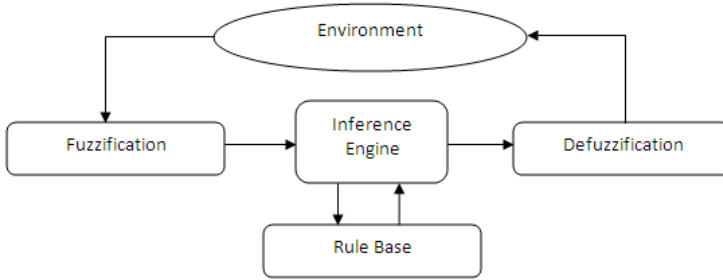 Environment
Fuzzification
Inference
Engine
Defuzzification
Rule Base